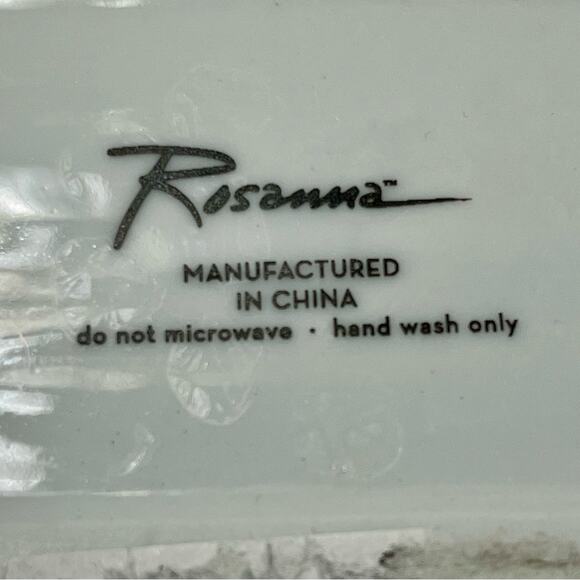 Rosanna™
MANUFACTURED
IN CHINA
do not microwave · hand wash only